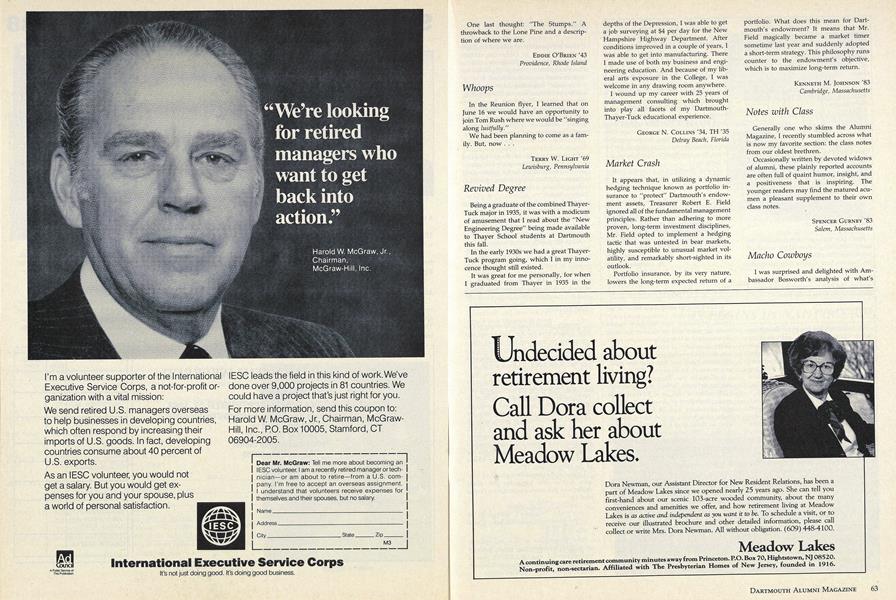 “We’re looking
for retired
managers who
want to get
back into
action.”
Harold W. McGraw, Jr.,
Chairman,
McGraw-Hill, Inc.
I'm a volunteer supporter of the International
Executive Service Corps, a not-for-profit or-
ganization with a vital mission:
We send retired U.S. managers overseas
to help businesses in developing countries,
which often respond by increasing their
imports of U.S. goods. In fact, developing
countries consume about 40 percent of
U.S. exports.
As an IESC volunteer, you would not
get a salary. But you would get ex-
penses for you and your spouse, plus
a world of personal satisfaction.
IESC leads the field in this kind of work. We've
done over 9,000 projects in 81 countries. We
could have a project that's just right for you.
For more information, send this coupon to:
Harold W. McGraw, Jr., Chairman, McGraw-
Hill, Inc., P.O. Box 10005, Stamford, CT
06904-2005.
Dear Mr. McGraw: Tell me more about becoming an
IESC volunteer. I am a recently retired manager or tech-
nician—or am about to retire—from a U.S. com-
pany. I'm free to accept an overseas assignment.
I understand that volunteers receive expenses for
themselves and their spouses, but no salary.
Name
Address
City State Zip
M3
IESC
Ad
Council
A Public Service of
This Publication
International Executive Service Corps
It's not just doing good. It's doing good business.
One last thought: "The Stumps." A
throwback to the Lone Pine and a descrip-
tion of where we are.
EDDIE O'BRIEN '43
Providence, Rhode Island
Whoops
In the Reunion flyer, I learned that on
June 16 we would have an opportunity to
join Tom Rush where we would be "singing
along lustfully."
We had been planning to come as a fam-
ily. But, now . . .
TERRY W. LIGHT '69
Lewisburg, Pennsylvania
Revived Degree
Being a graduate of the combined Thayer-
Tuck major in 1935, it was with a modicum
of amusement that I read about the "New
Engineering Degree" being made available
to Thayer School students at Dartmouth
this fall.
In the early 1930s we had a great Thayer-
Tuck program going, which I in my inno-
cence thought still existed.
It was great for me personally, for when
I graduated from Thayer in 1935 in the
depths of the Depression, I was able to get
a job surveying at $4 per day for the New
Hampshire Highway Department. After
conditions improved in a couple of years, I
was able to get into manufacturing. There
I made use of both my business and engi-
neering education. And because of my lib-
eral arts exposure in the College, I was
welcome in any drawing room anywhere.
I wound up my career with 25 years of
management consulting which brought
into play all facets of my Dartmouth-
Thayer-Tuck educational experience.
GEORGE N. COLLINS '34, TH '35
Delray Beach, Florida
Market Crash
It appears that, in utilizing a dynamic
hedging technique known as portfolio in-
surance to "protect" Dartmouth's endow-
ment assets, Treasurer Robert E. Field
ignored all of the fundamental management
principles. Rather than adhering to more
proven, long-term investment disciplines,
Mr. Field opted to implement a hedging
tactic that was untested in bear markets,
highly susceptible to unusual market vol-
atility, and remarkably short-sighted in its
outlook.
Portfolio insurance, by its very nature,
lowers the long-term expected return of a
portfolio. What does this mean for Dart-
mouth's endowment? It means that Mr.
Field magically became a market timer
sometime last year and suddenly adopted
a short-term strategy. This philosophy runs
counter to the endowment's objective,
which is to maximize long-term return.
KENNETH M. JOHNSON '83
Cambridge, Massachusetts
Notes with Class
Generally one who skims the Alumni
Magazine, I recently stumbled across what
is now my favorite section: the class notes
from our oldest brethren.
Occasionally written by devoted widows
of alumni, these plainly reported accounts
are often full of quaint humor, insight, and
a positiveness that is inspiring. The
younger readers may find the matured acu-
men a pleasant supplement to their own
class notes.
SPENCER GURNEY '83
Salem, Massachusetts
Macho Cowboys
I was surprised and delighted with Am-
bassador Bosworth's analysis of what's
Undecided about
retirement living?
Call Dora collect
and ask her about
Meadow Lakes.
Dora Newman, our Assistant Director for New Resident Relations, has been a
part of Meadow Lakes since we opened nearly 25 years ago. She can tell you
first-hand about our scenic 103-acre wooded community, about the many
conveniences and amenities we offer, and how retirement living at Meadow
Lakes is as active and independent as you want it to be. To schedule a visit, or to
receive our illustrated brochure and other detailed information, please call
collect or write Mrs. Dora Newman. All without obligation. (609) 448-4100.
Meadow Lakes
A continuing care retirement community minutes away from Princeton. P.O. Box 70, Hightstown, NJ 08520.
Non-profit, non-sectarian. Affiliated with The Presbyterian Homes of New Jersey, founded in 1916.
DARTMOUTH ALUMNI MAGAZINE 63